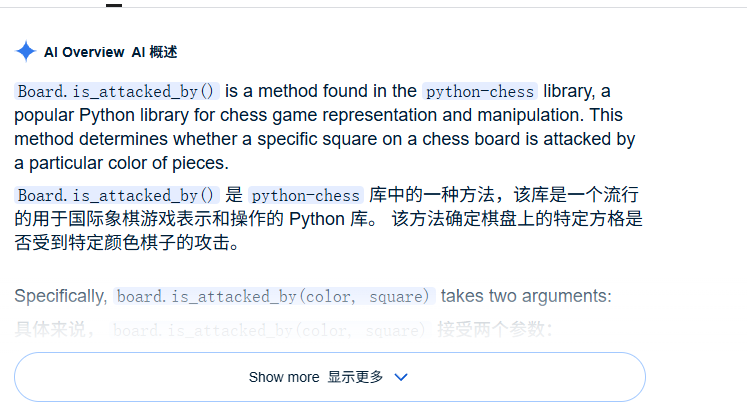 AI Overview AI 概述
Board.is_attacked_by() is a method found in the python-chess library, a
popular Python library for chess game representation and manipulation. This
method determines whether a specific square on a chess board is attacked by
a particular color of pieces.
Board.is_attacked_by() 是 python-chess 库中的一种方法，该库是一个流行
的用于国际象棋游戏表示和操作的 Python 库。 该方法确定棋盘上的特定方格是
否受到特定颜色棋子的攻击。
Specifically, board.is_attacked_by(color, square) takes two arguments:
具体来说， board.is_attacked_by(color, square) 接受两个参数：
Show more 显示更多